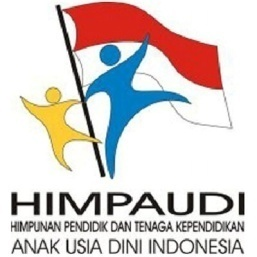 HIMPAUDI
HIMPUNAN PENDIDIK DAN TENAGA KEPENDIDIKAN
ANAK USIA DINI INDONESIA